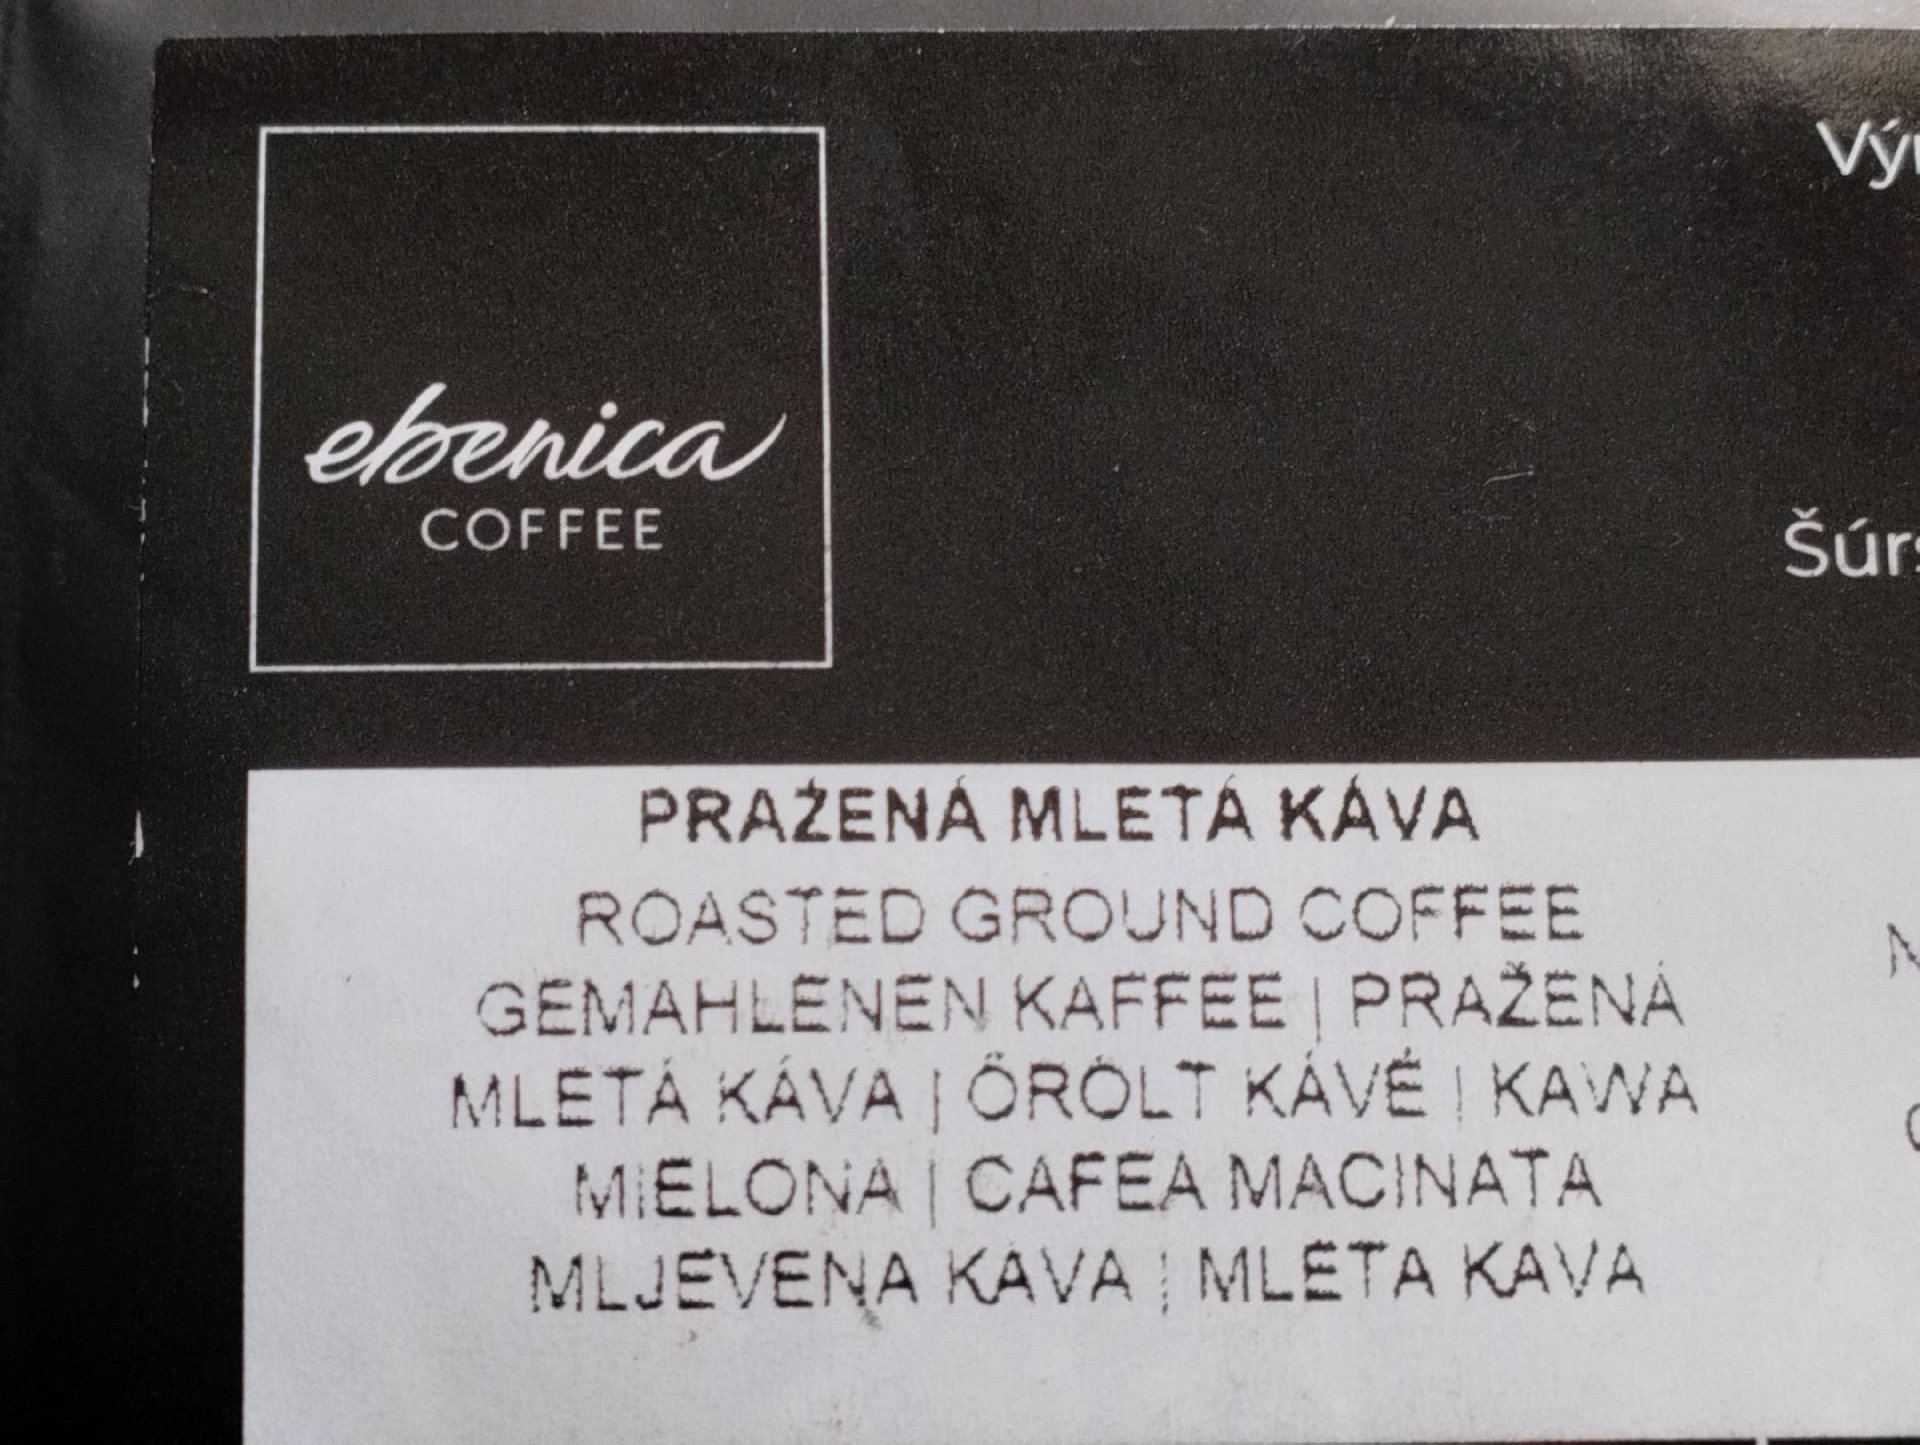 ebenica
COFFEE
PRAŽENÁ MLETÁ KÁVA
ROASTED GROUND COFFEE
GEMAHLENEN KAFFEE | PRAŽENÁ
MLETÁ KÁVA | ŐRÖLT KÁVÉ | KAWA
MIELONA | CAFEA MACINATA
MLJEVENA KAVA | MLETA KAVA